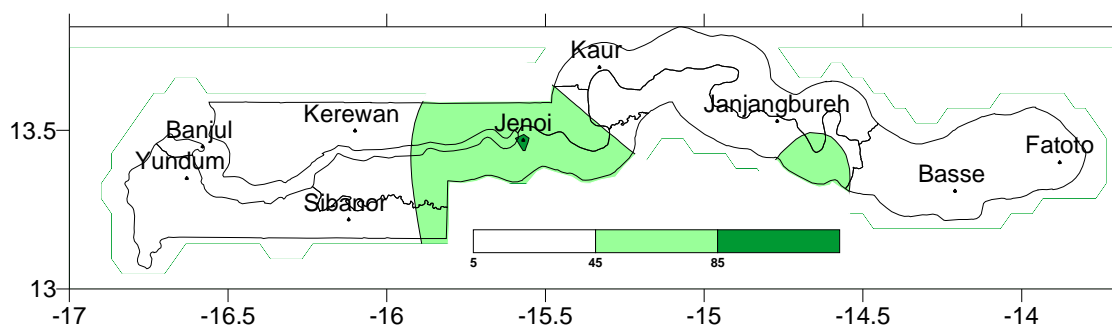 Kaur
Janjangbureh
Kerewan
Jenoi
13.5
Banjul
Fatoto
Yundum
Basse
Sibanor
5 45 85
13
-17 -16.5 -16 -15.5 -15 -14.5 -14